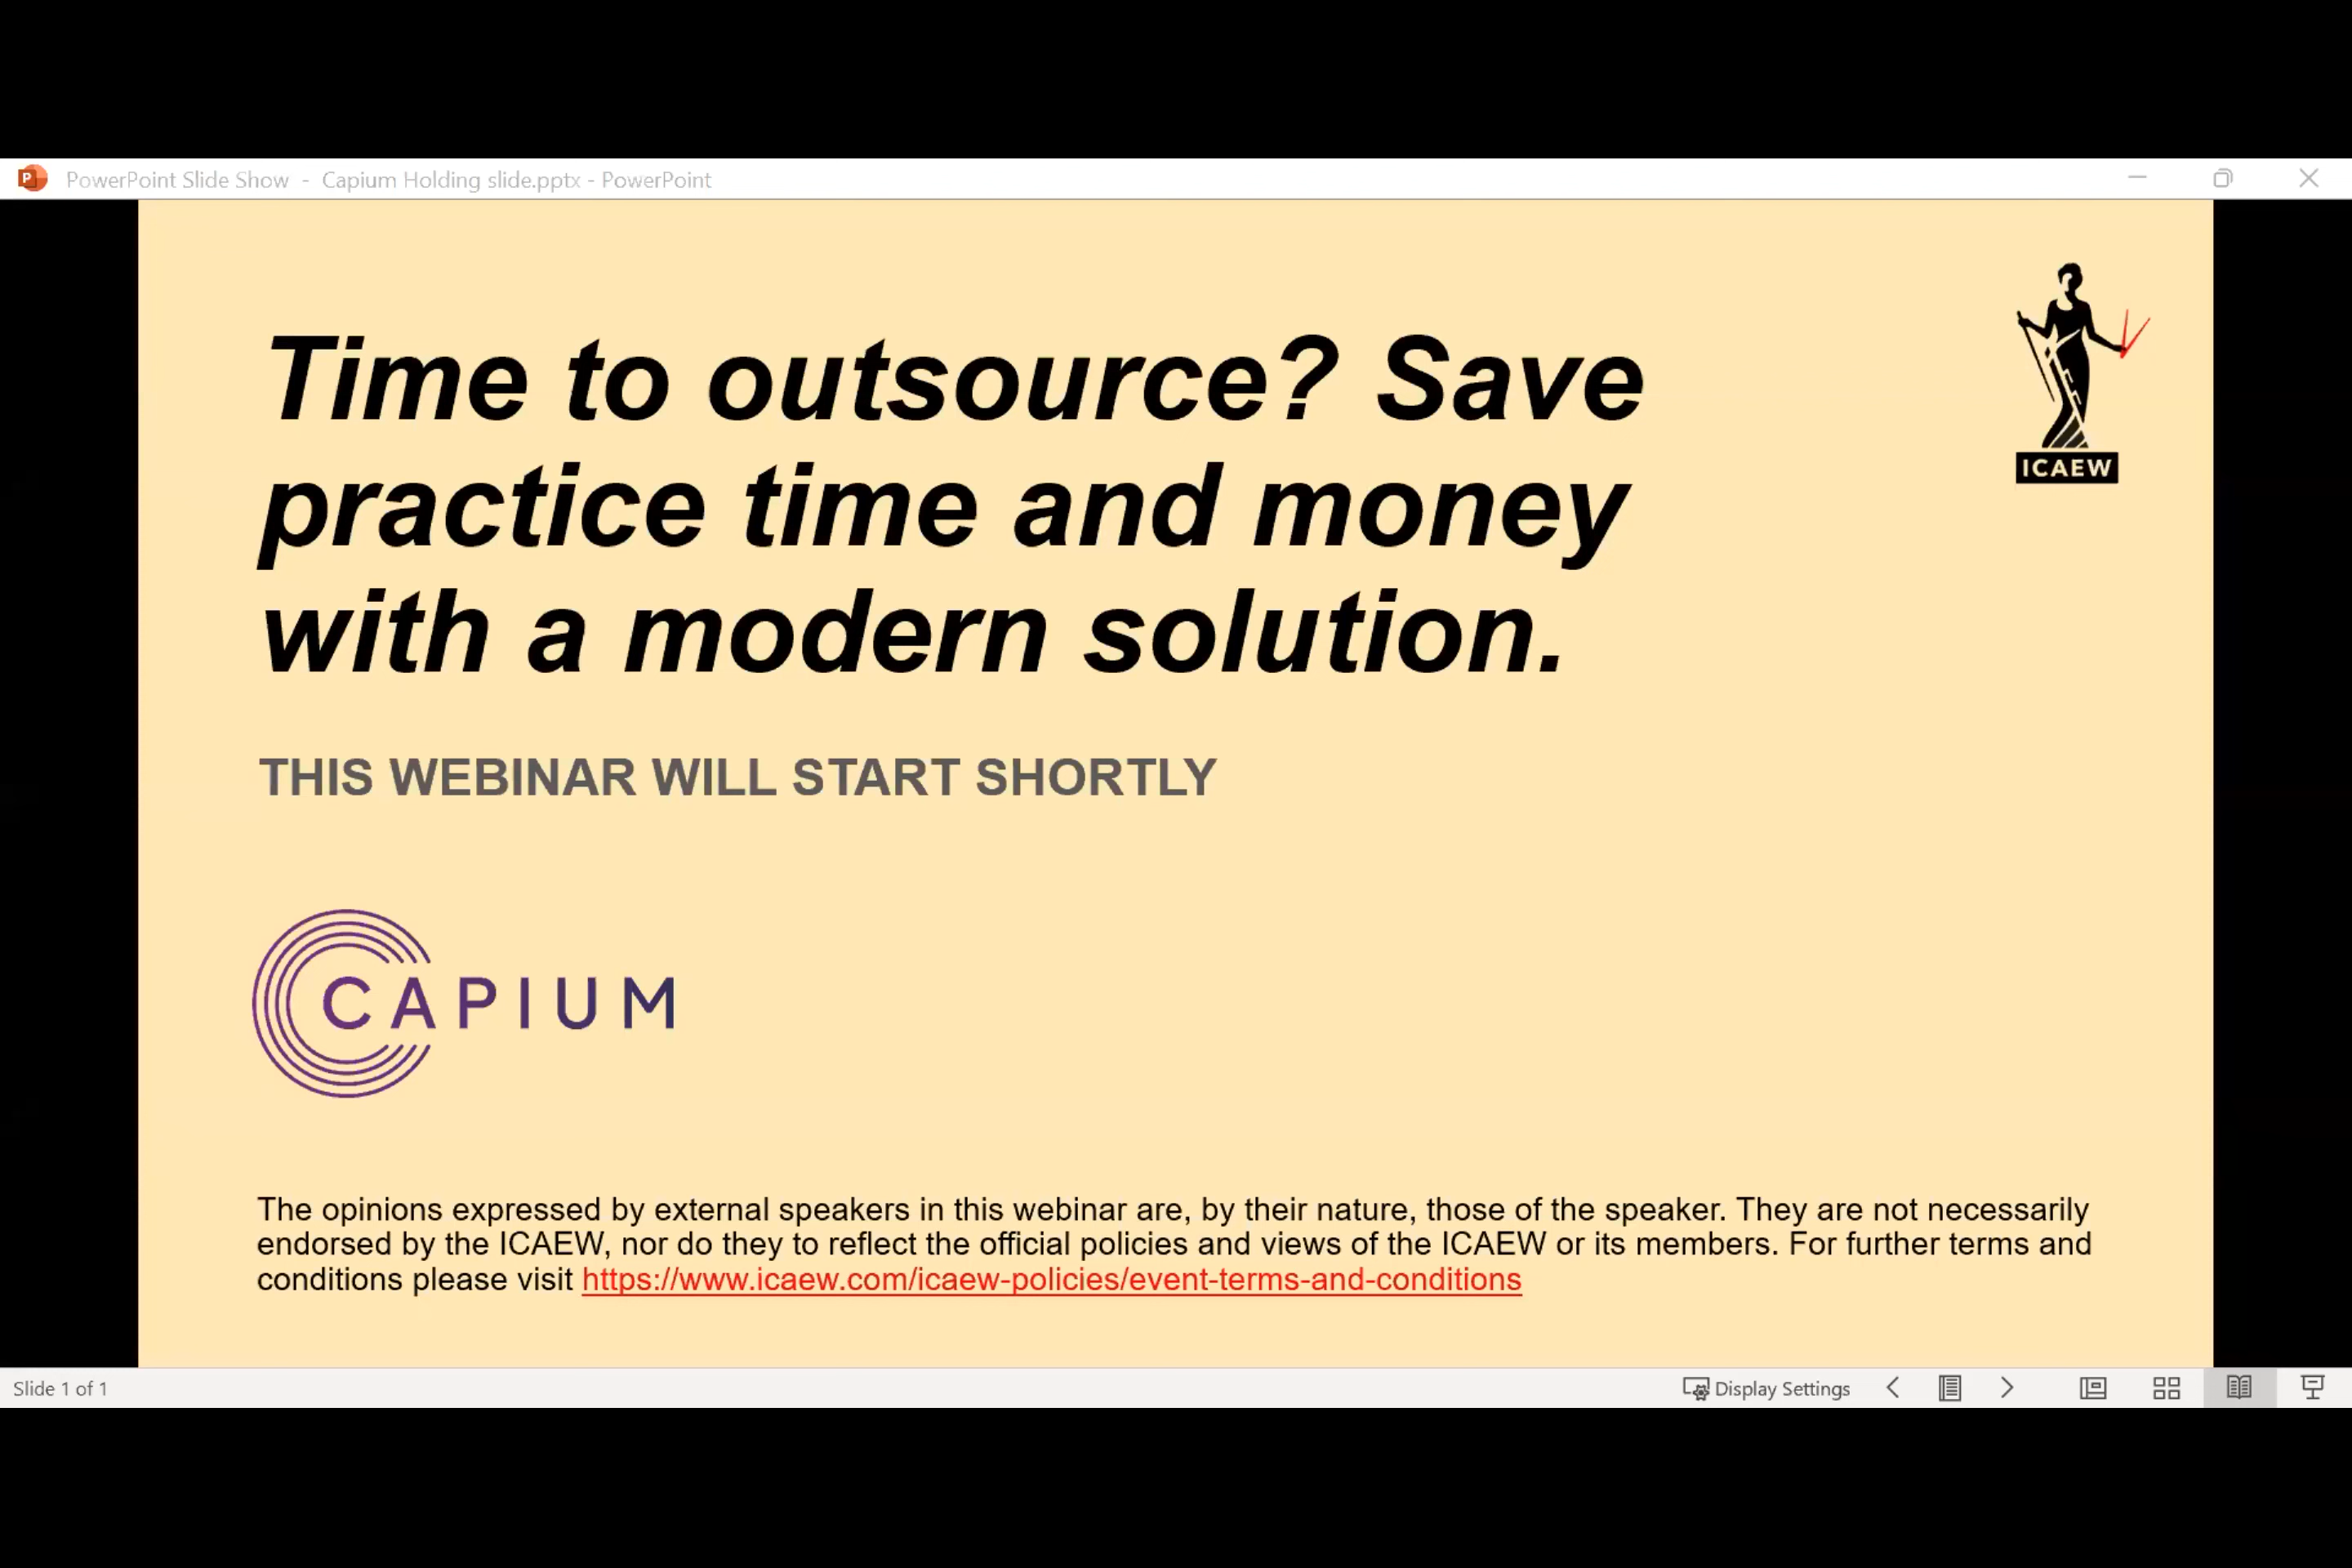 PowerPoint Slide Show - Capium Holding slide.pptx - PowerPoint
Time to outsource? Save
practice time and money
with a modern solution.
ICAEW
THIS WEBINAR WILL START SHORTLY
CAPIUM
The opinions expressed by external speakers in this webinar are, by their nature, those of the speaker. They are not necessarily
endorsed by the ICAEW, nor do they to reflect the official policies and views of the ICAEW or its members. For further terms and
conditions please visit https://www.icaew.com/icaew-policies/event-terms-and-conditions
Slide 1 of 1
Display Settings